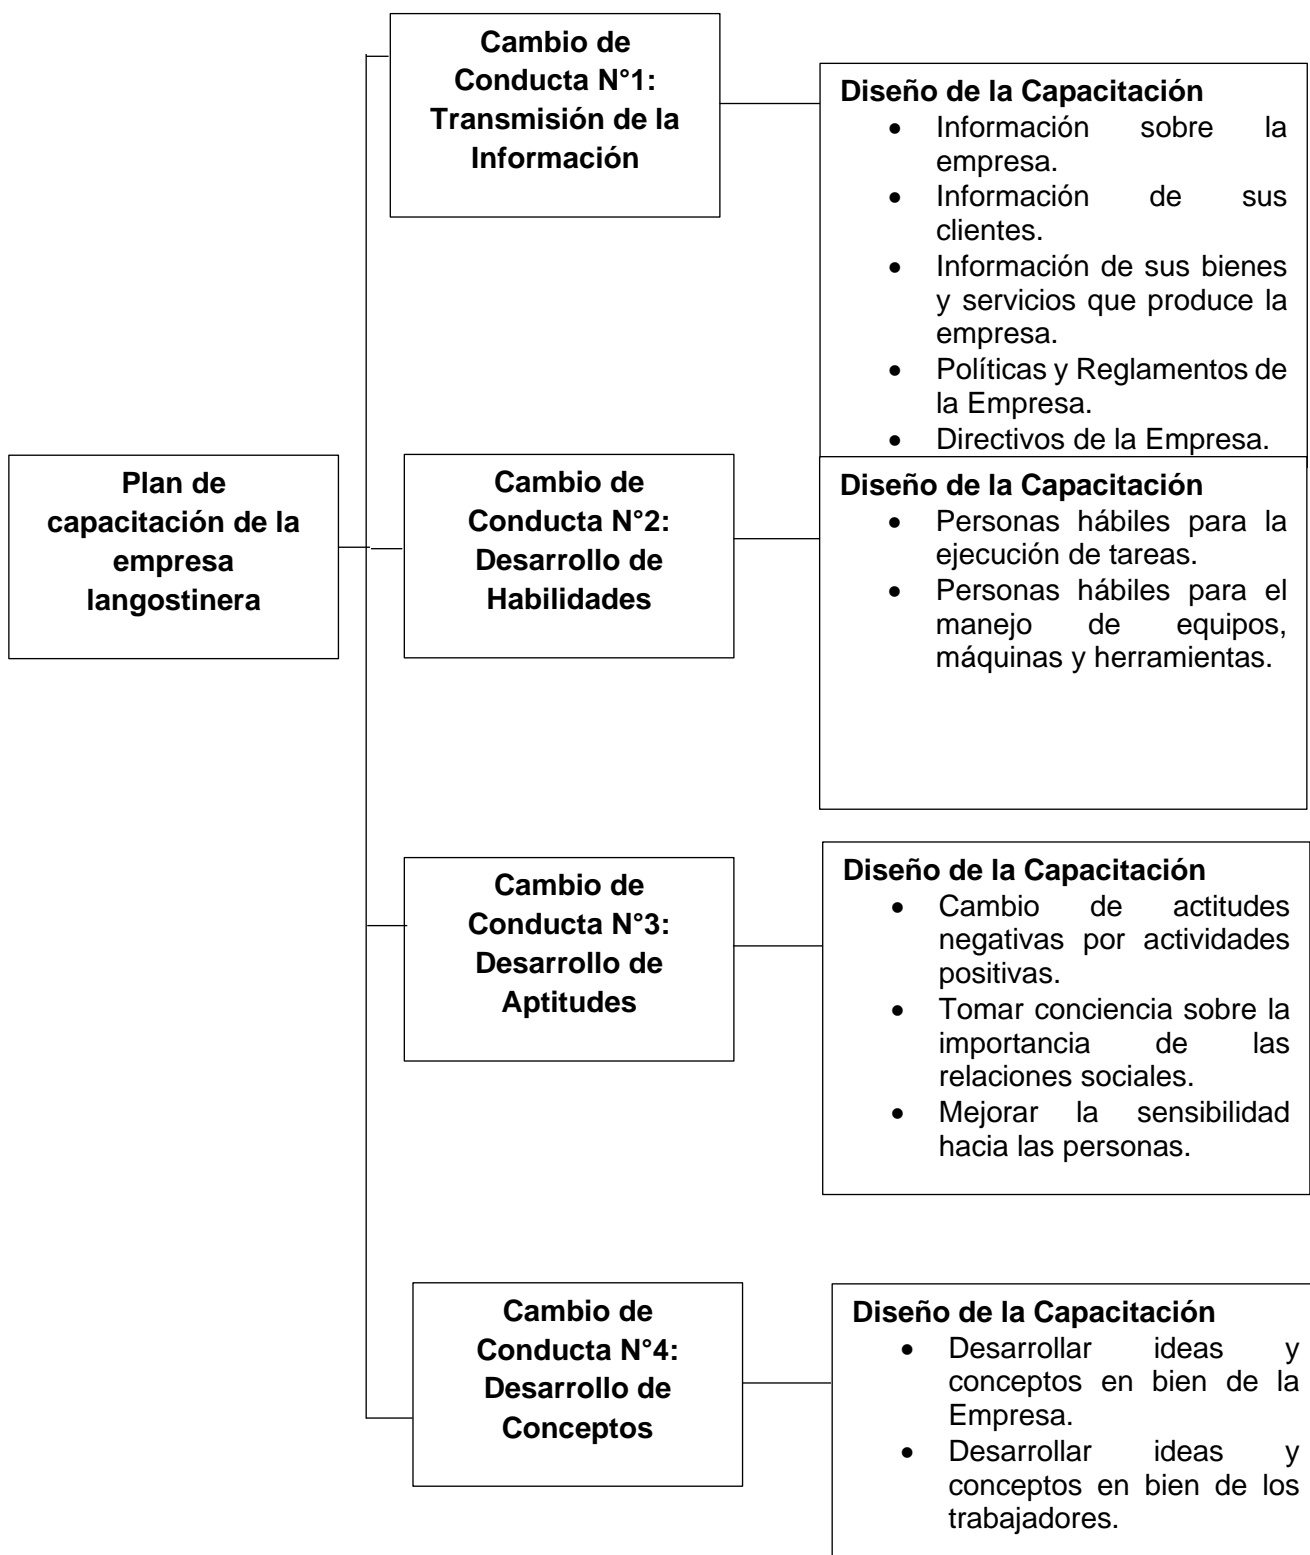 Plan de
capacitación de la
empresa
langostinera
Cambio de
Conducta N°1:
Transmisión de la
Información
Diseño de la Capacitación
• Información sobre la
empresa.
• Información de sus
clientes.
• Información de sus bienes
y servicios que produce la
empresa.
• Políticas y Reglamentos de
la Empresa.
• Directivos de la Empresa.
Cambio de
Conducta N°2:
Desarrollo de
Habilidades
Diseño de la Capacitación
• Personas hábiles para la
ejecución de tareas.
• Personas hábiles para el
manejo de equipos,
máquinas y herramientas.
Cambio de
Conducta N°3:
Desarrollo de
Aptitudes
Diseño de la Capacitación
• Cambio de actitudes
negativas por actividades
positivas.
• Tomar conciencia sobre la
importancia de las
relaciones sociales.
• Mejorar la sensibilidad
hacia las personas.
Cambio de
Conducta N°4:
Desarrollo de
Conceptos
Diseño de la Capacitación
• Desarrollar ideas y
conceptos en bien de la
Empresa.
• Desarrollar ideas y
conceptos en bien de los
trabajadores.